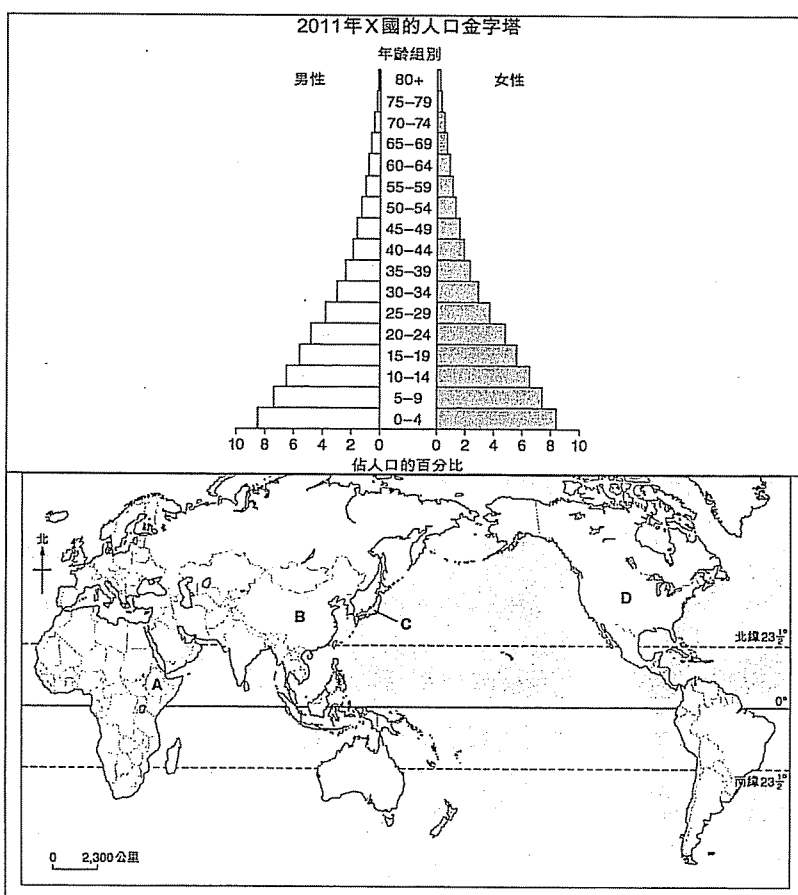 2011年X國的人口金字塔
年齡組別
男性 80+ 女性
75–79
70–74
65–69
60–64
55–59
50–54
45–49
40–44
35–39
30–34
25–29
20–24
15–19
10–14
5–9
0–4
10 8 6 4 2 0 0 2 4 6 8 10
佔人口的百分比
北
D
B
C
北緯23½°
A
0°
南緯23½°
0 2,300公里